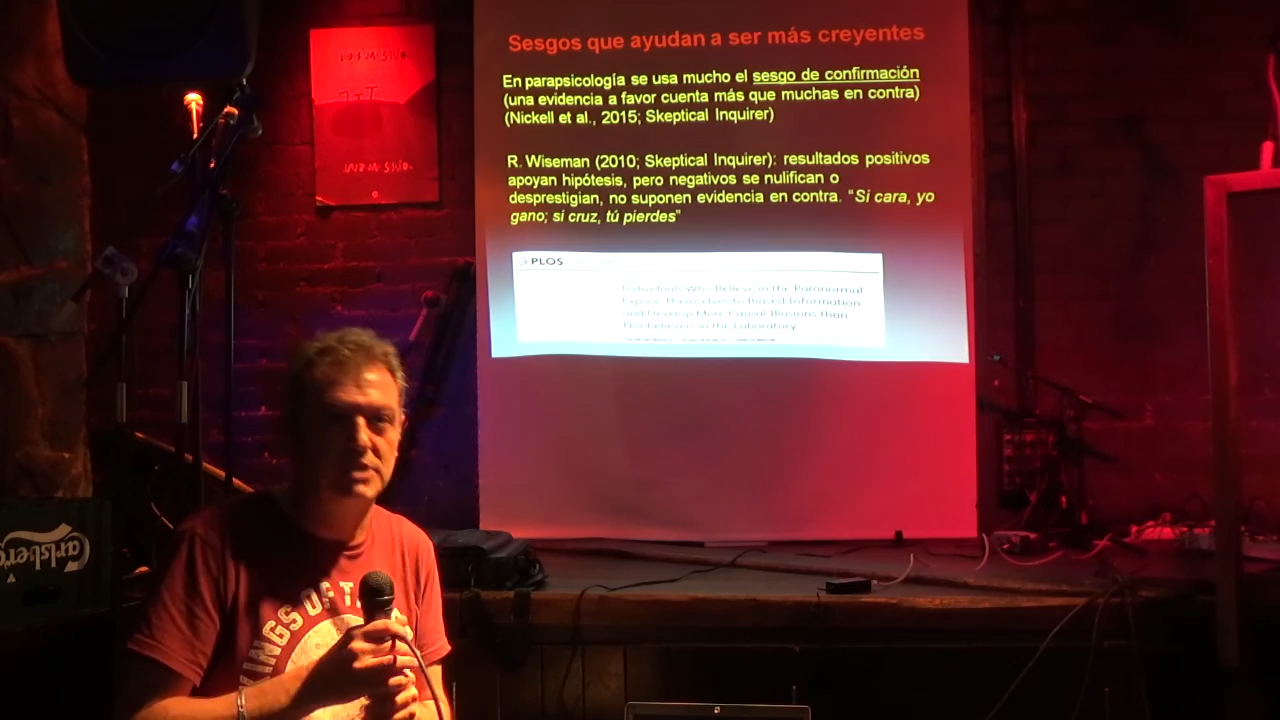 Sesgos que ayudan a ser más creyentes
En parapsicología se usa mucho el sesgo de confirmación
(una evidencia a favor cuenta más que muchas en contra)
(Nickell et al., 2015; Skeptical Inquirer)
R. Wiseman (2010; Skeptical Inquirer): resultados positivos
apoyan hipótesis, pero negativos se nulifican o
desprestigian, no suponen evidencia en contra. “Si cara, yo
gano; si cruz, tú pierdes”
PLOS
Individuals Who Believe in the Paranormal
Expose Themselves to Biased Information
and Develop More Causal Illusions than
Nonbelievers in the Laboratory
Carlsberg
KINGS OF